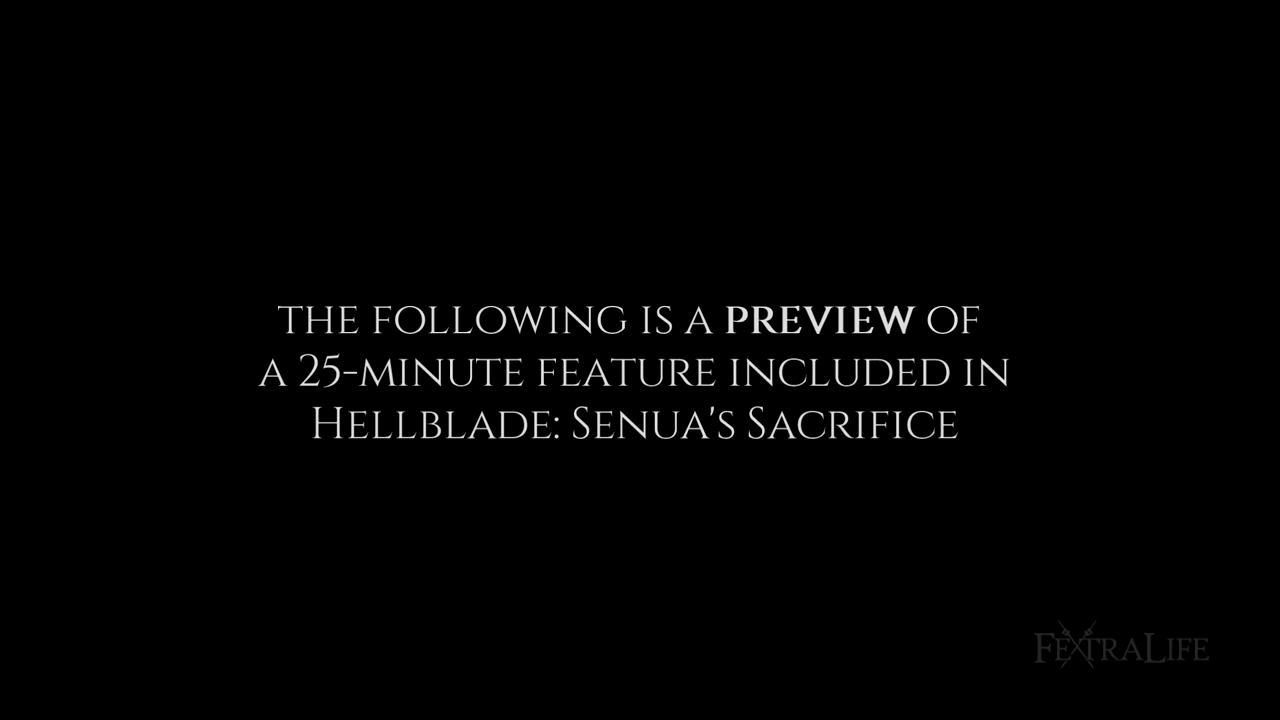 THE FOLLOWING IS A PREVIEW OF
A 25-MINUTE FEATURE INCLUDED IN
HELLBLADE: SENUA'S SACRIFICE
FEXTRALIFE